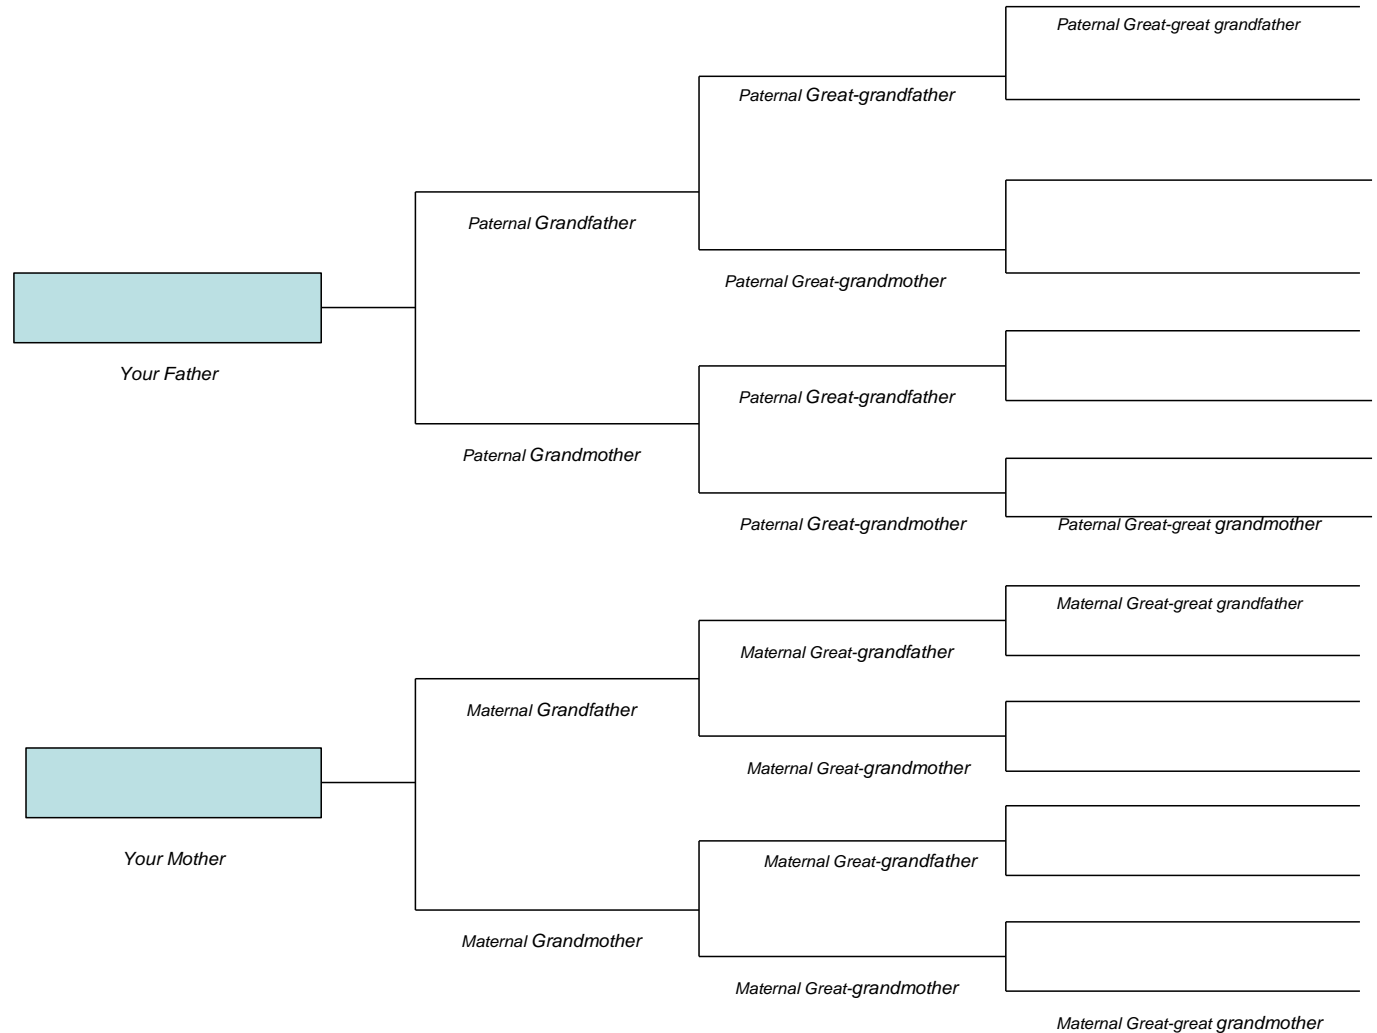 Paternal Great-great grandfather
Paternal Great-grandfather
Paternal Grandfather
Paternal Great-grandmother
Your Father
Paternal Great-grandfather
Paternal Grandmother
Paternal Great-grandmother
Paternal Great-great grandmother
Maternal Great-great grandfather
Maternal Great-grandfather
Maternal Grandfather
Maternal Great-grandmother
Your Mother
Maternal Great-grandfather
Maternal Grandmother
Maternal Great-grandmother
Maternal Great-great grandmother